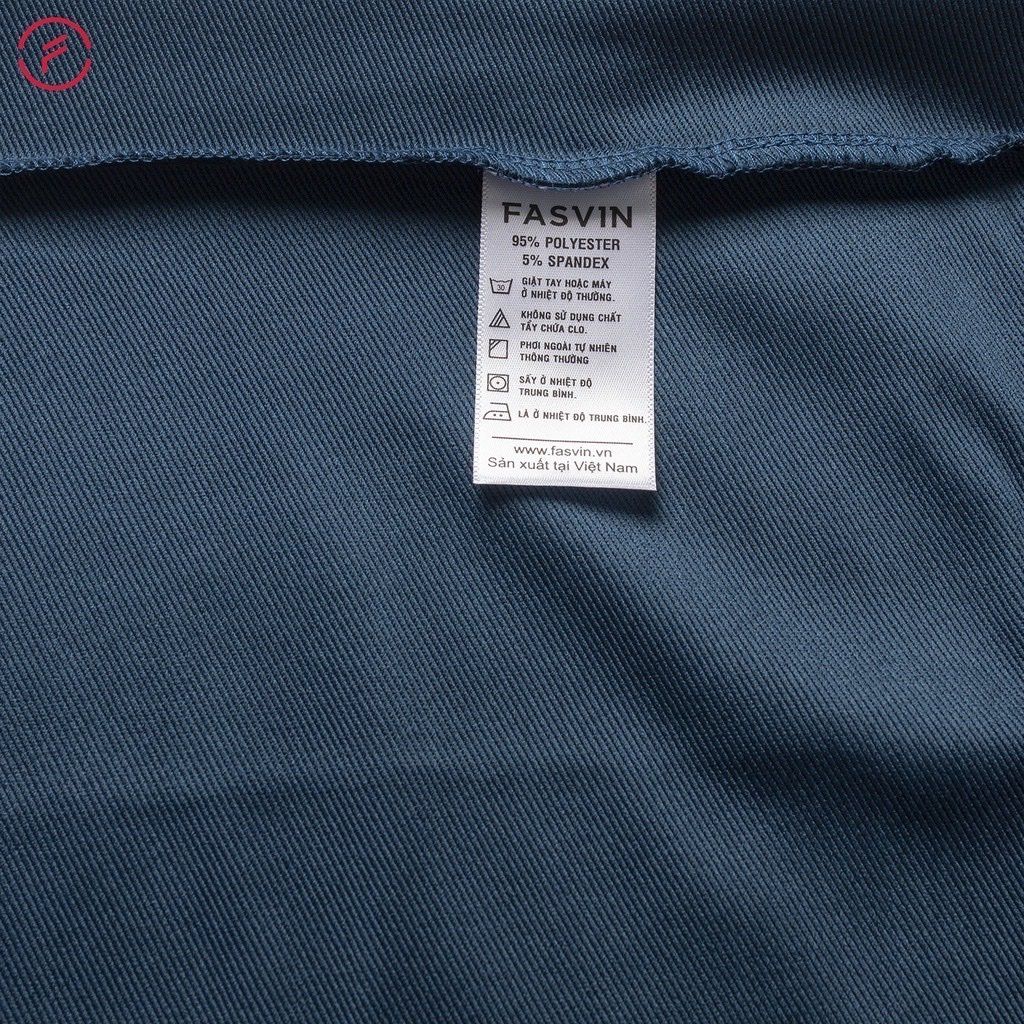 FASVIN
95% POLYESTER
5% SPANDEX
30
GIẶT TAY HOẶC MÁY
Ở NHIỆT ĐỘ THƯỜNG.
KHÔNG SỬ DỤNG CHẤT
TẨY CHỨA CLO.
PHƠI NGOÀI TỰ NHIÊN
THÔNG THƯỜNG
SẤY Ở NHIỆT ĐỘ
TRUNG BÌNH.
LÀ Ở NHIỆT ĐỘ TRUNG BÌNH.
www.fasvin.vn
Sản xuất tại Việt Nam